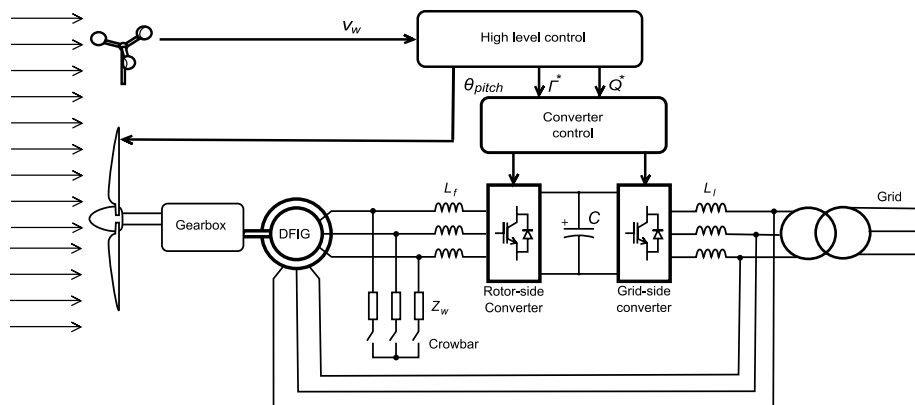 v_w
High level control
θ_pitch
Γ*
Q*
Converter
control
L_f
L_l
Grid
Gearbox
DFIG
+
C
Rotor-side
Converter
Grid-side
converter
Z_w
Crowbar